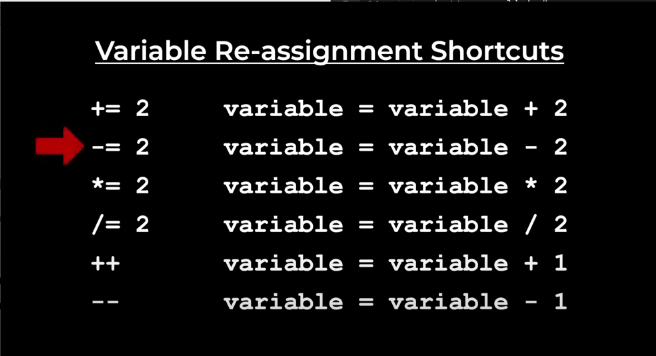 Variable Re-assignment Shortcuts
+= 2 variable = variable + 2
-= 2 variable = variable - 2
*= 2 variable = variable * 2
/= 2 variable = variable / 2
++ variable = variable + 1
-- variable = variable - 1